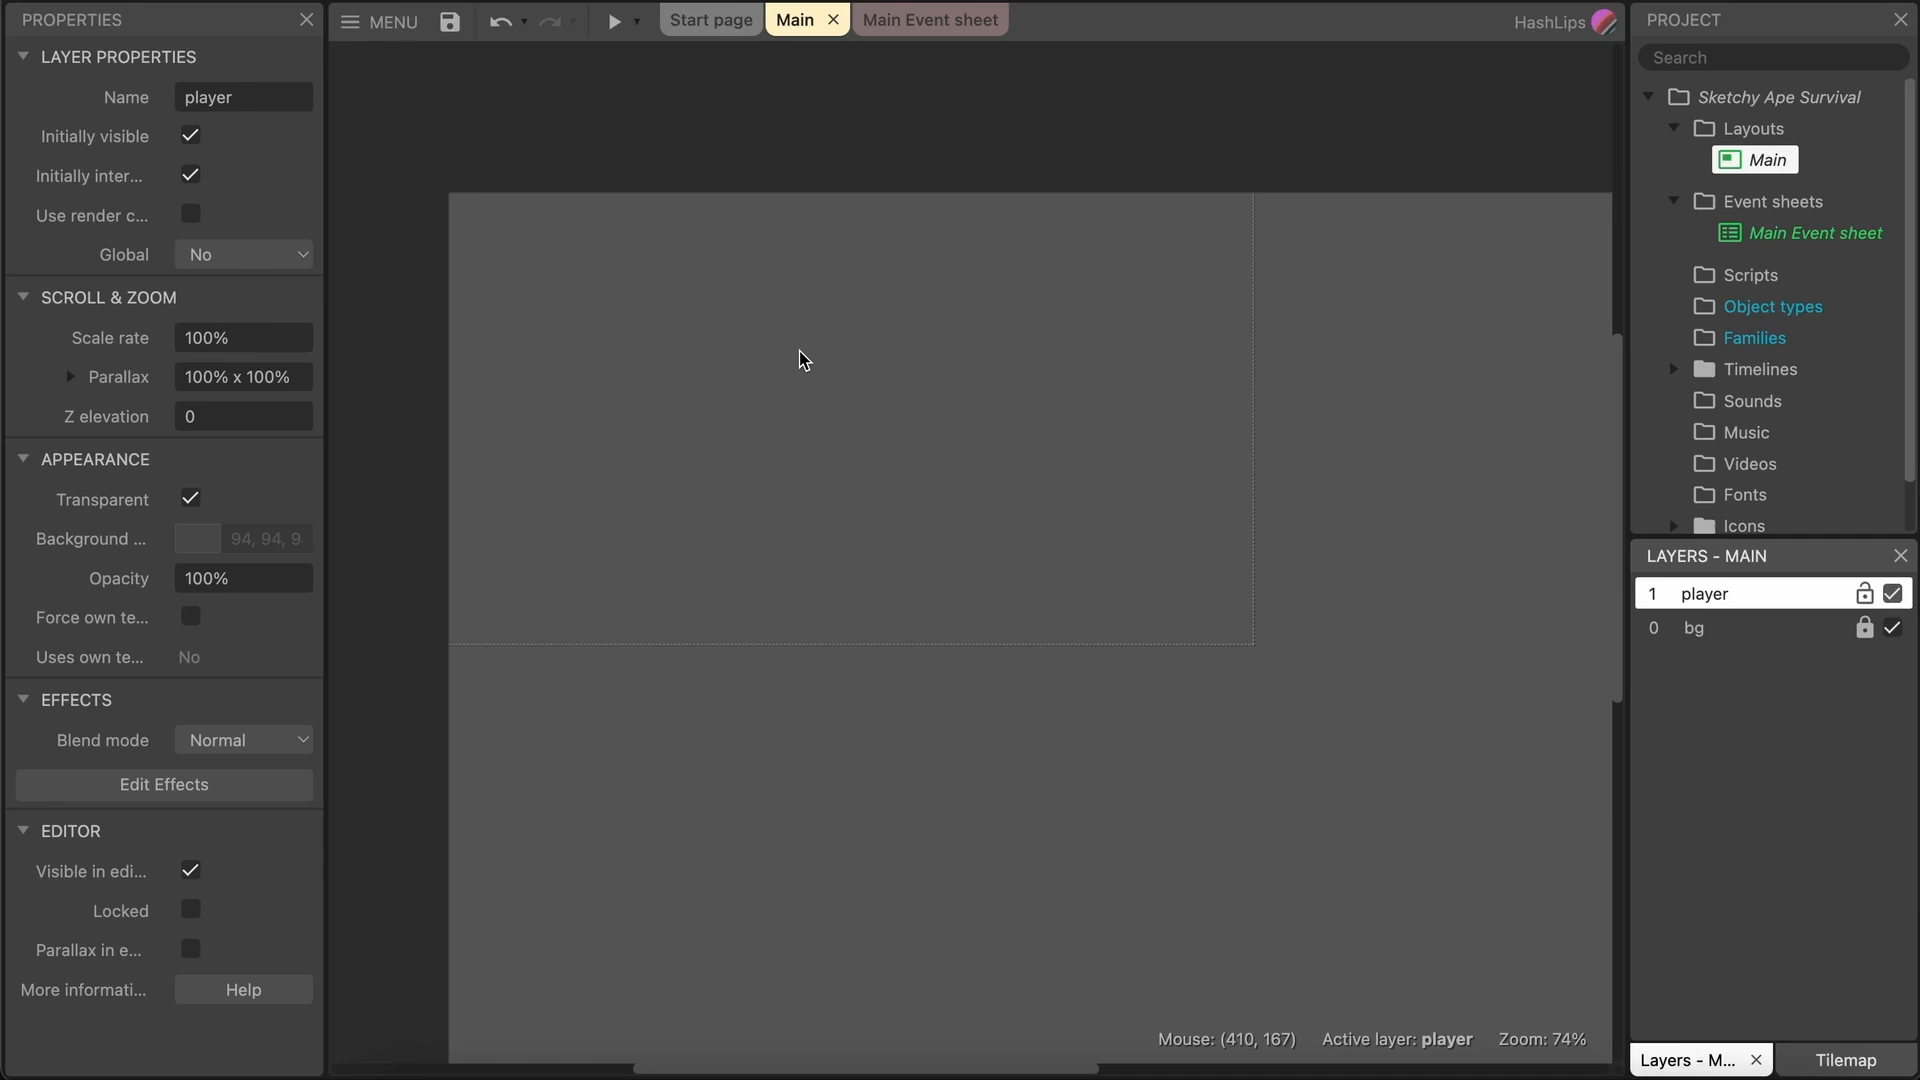 PROPERTIES
LAYER PROPERTIES
Name player
Initially visible
Initially inter...
Use render c...
Global No
SCROLL & ZOOM
Scale rate 100%
Parallax 100% x 100%
Z elevation 0
APPEARANCE
Transparent
Background ... 94, 94, 9
Opacity 100%
Force own te...
Uses own te... No
EFFECTS
Blend mode Normal
Edit Effects
EDITOR
Visible in edi...
Locked
Parallax in e...
More informati... Help
MENU Start page Main Main Event sheet HashLips
Mouse: (410, 167) Active layer: player Zoom: 74%
PROJECT
Search
Sketchy Ape Survival
Layouts
Main
Event sheets
Main Event sheet
Scripts
Object types
Families
Timelines
Sounds
Music
Videos
Fonts
Icons
LAYERS - MAIN
1 player
0 bg
Layers - M... Tilemap